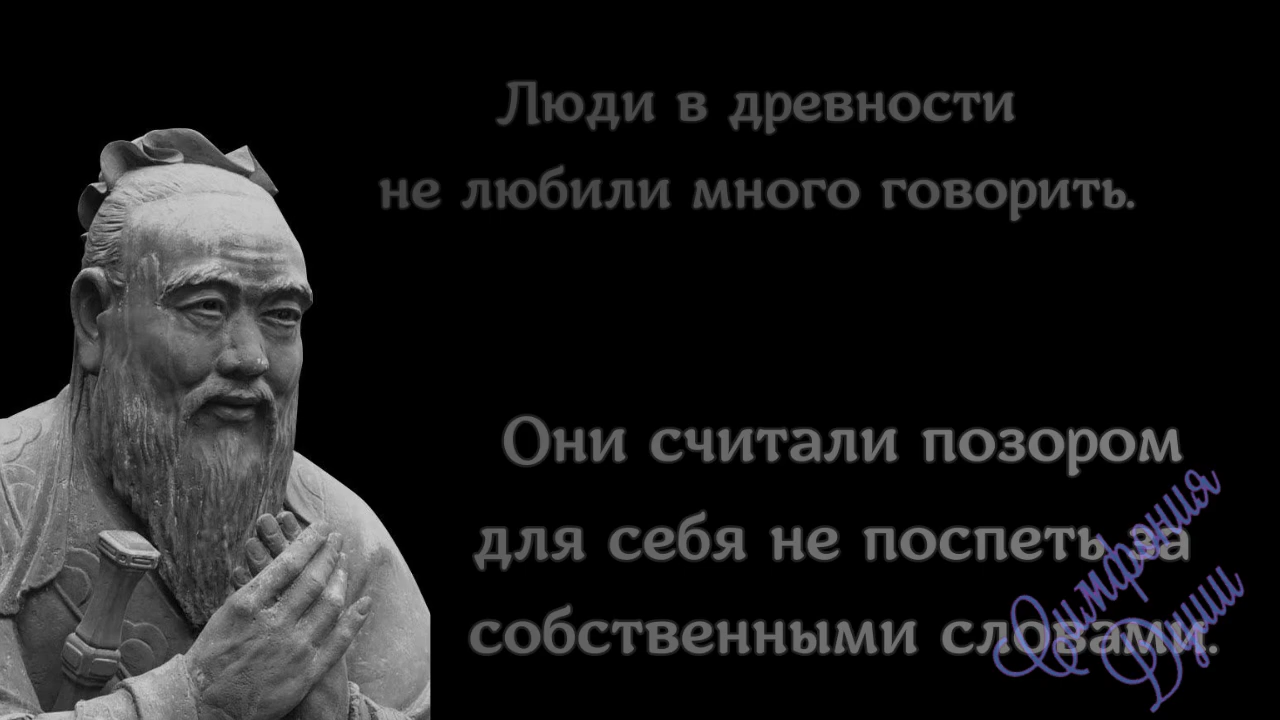 Люди в древности
не любили много говорить.
Они считали позором
для себя не поспеть за
собственными словами.
Симфония
Души